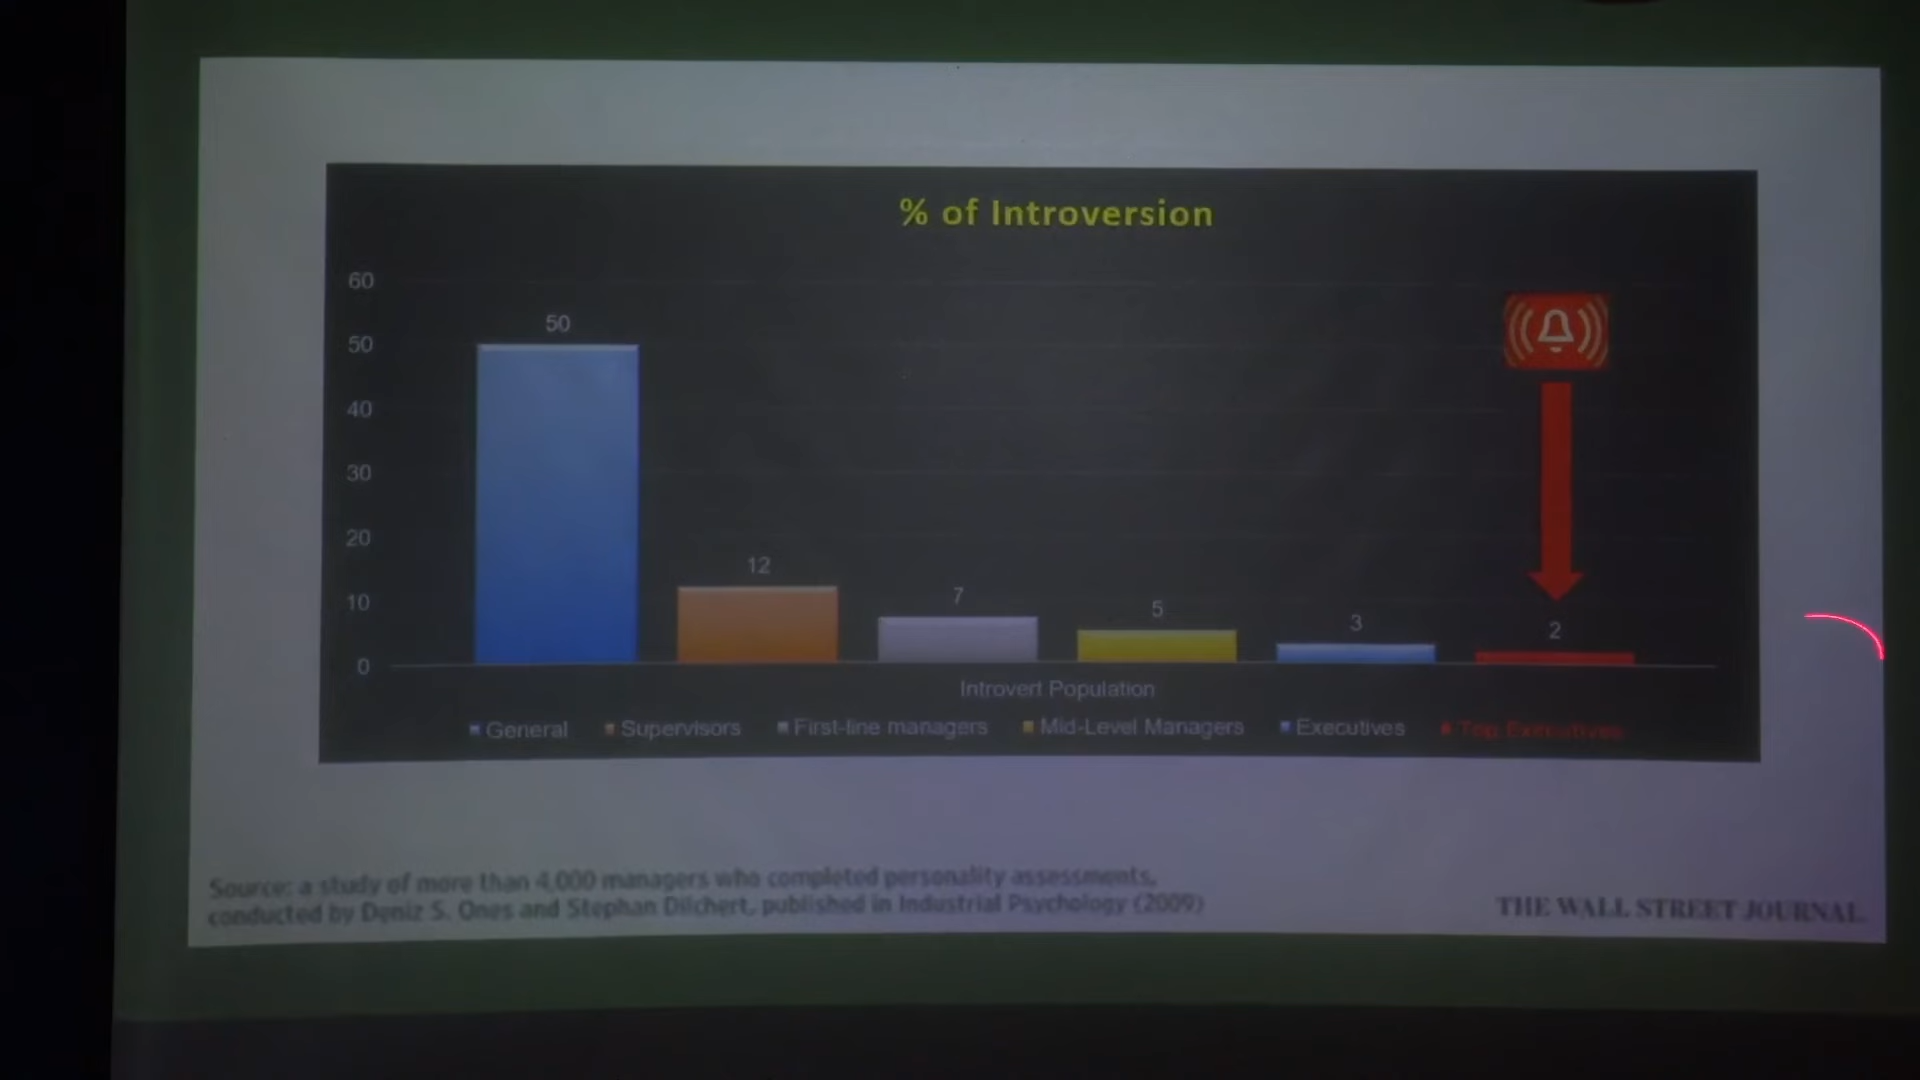 % of Introversion
60
50
40
30
20
10
0
50
12
7
5
3
2
Introvert Population
General Supervisors First-line managers Mid-Level Managers Executives Top Executives
Source: a study of more than 4,000 managers who completed personality assessments,
conducted by Deniz S. Ones and Stephan Dilchert, published in Industrial Psychology (2009)
THE WALL STREET JOURNAL.